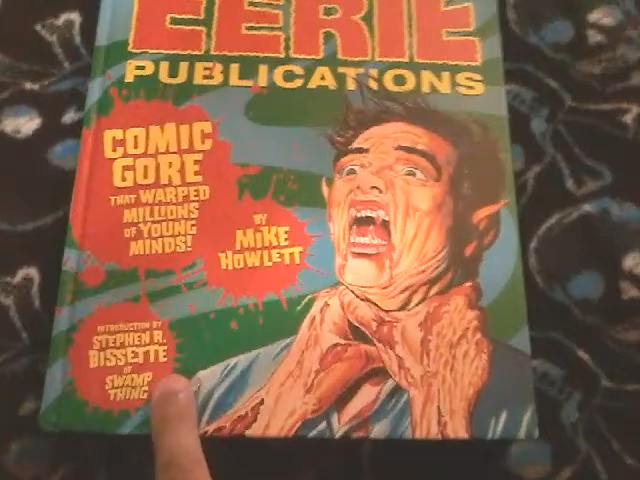 EERIE
PUBLICATIONS
COMIC
GORE
THAT WARPED
MILLIONS
OF YOUNG
MINDS!
BY
MIKE
HOWLETT
INTRODUCTION BY
STEPHEN R.
BISSETTE
OF
SWAMP
THING